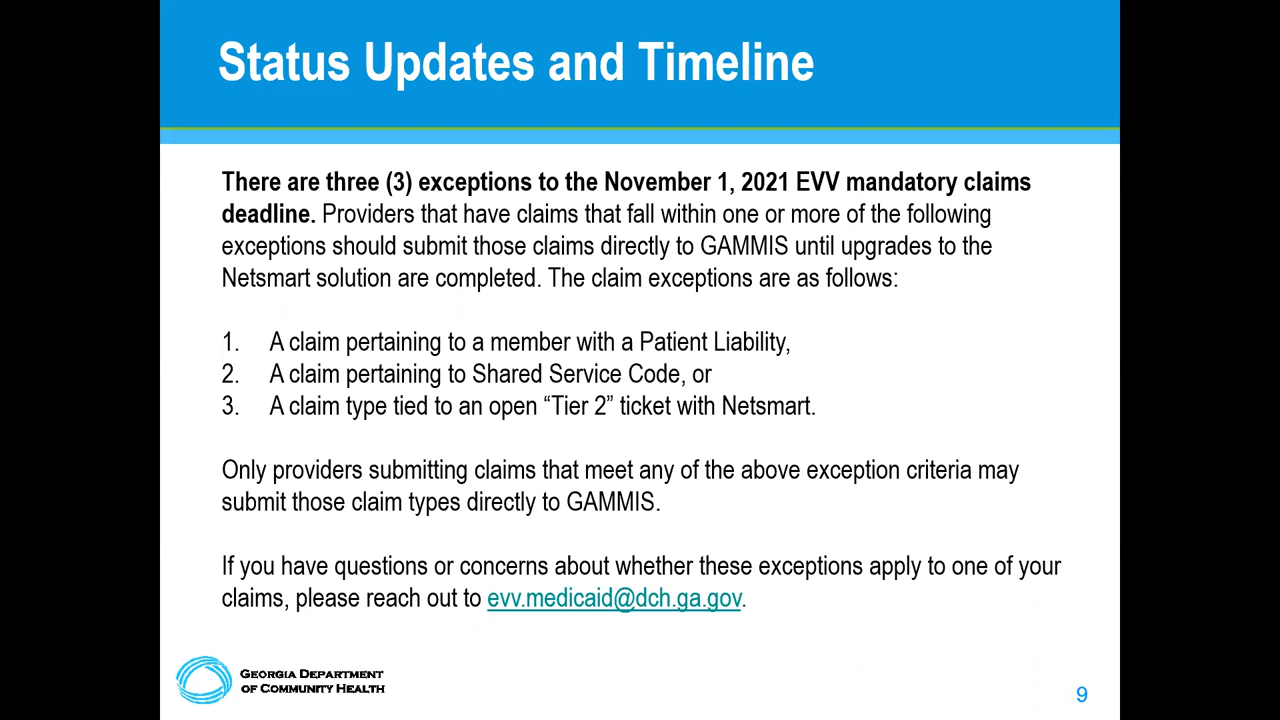 Status Updates and Timeline
There are three (3) exceptions to the November 1, 2021 EVV mandatory claims
deadline. Providers that have claims that fall within one or more of the following
exceptions should submit those claims directly to GAMMIS until upgrades to the
Netsmart solution are completed. The claim exceptions are as follows:
1. A claim pertaining to a member with a Patient Liability,
2. A claim pertaining to Shared Service Code, or
3. A claim type tied to an open “Tier 2” ticket with Netsmart.
Only providers submitting claims that meet any of the above exception criteria may
submit those claim types directly to GAMMIS.
If you have questions or concerns about whether these exceptions apply to one of your
claims, please reach out to evv.medicaid@dch.ga.gov.
GEORGIA DEPARTMENT
OF COMMUNITY HEALTH
9